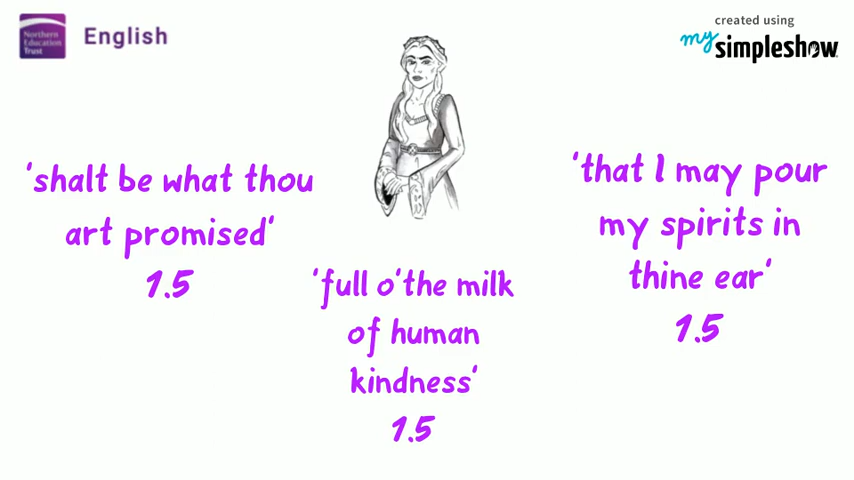 Northern
Education
Trust
English
created using
my
simpleshow
'shalt be what thou
art promised'
1.5
'full o'the milk
of human
kindness'
1.5
'that I may pour
my spirits in
thine ear'
1.5